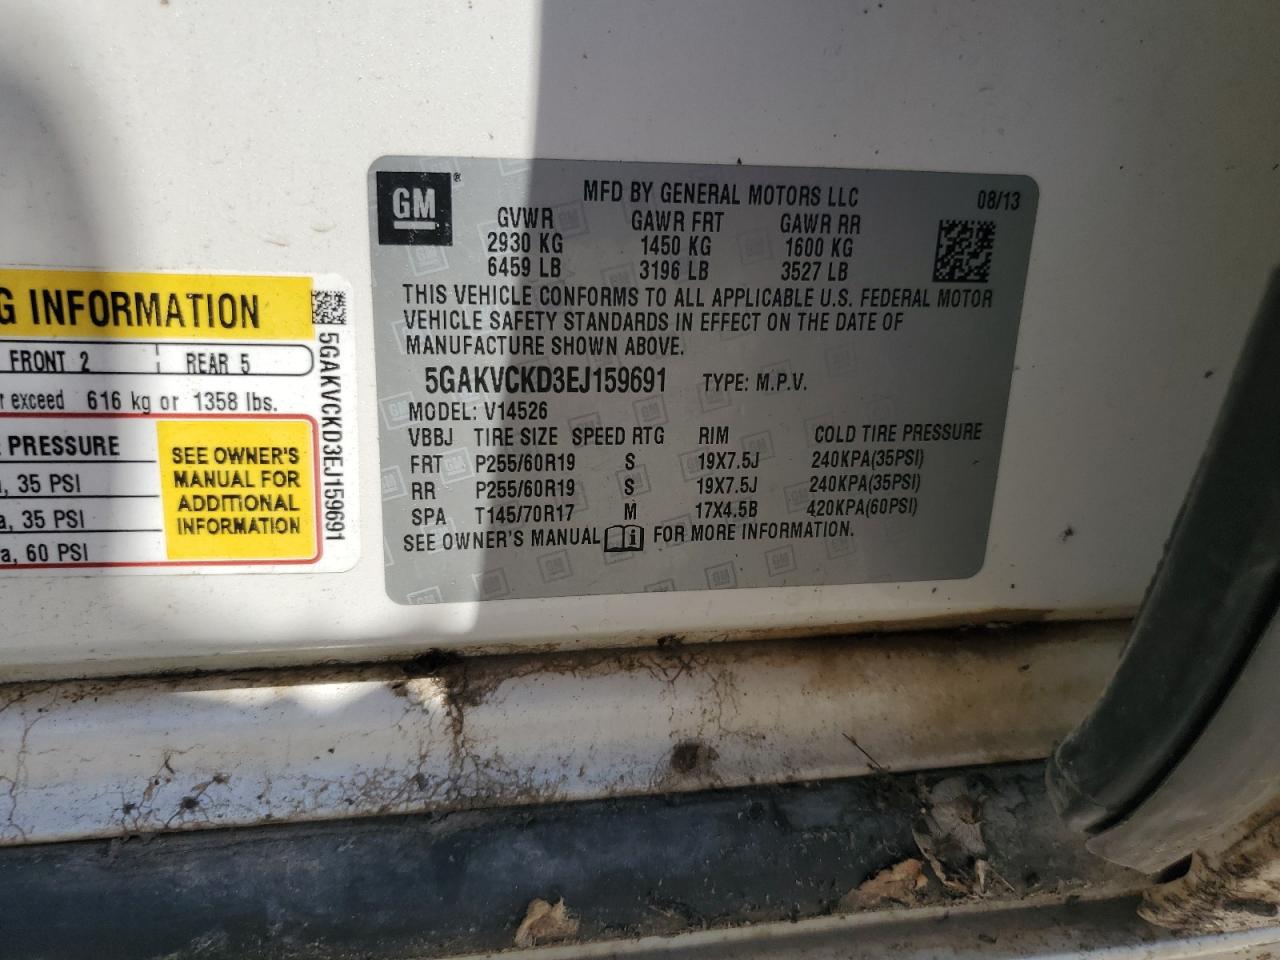 GM
MFD BY GENERAL MOTORS LLC 08/13
GVWR GAWR FRT GAWR RR
2930 KG 1450 KG 1600 KG
6459 LB 3196 LB 3527 LB
THIS VEHICLE CONFORMS TO ALL APPLICABLE U.S. FEDERAL MOTOR
VEHICLE SAFETY STANDARDS IN EFFECT ON THE DATE OF
MANUFACTURE SHOWN ABOVE.
5GAKVCKD3EJ159691 TYPE: M.P.V.
MODEL: V14526
VBBJ TIRE SIZE SPEED RTG RIM COLD TIRE PRESSURE
FRT P255/60R19 S 19X7.5J 240KPA(35PSI)
RR P255/60R19 S 19X7.5J 240KPA(35PSI)
SPA T145/70R17 M 17X4.5B 420KPA(60PSI)
SEE OWNER'S MANUAL FOR MORE INFORMATION.
G INFORMATION
FRONT 2 REAR 5
r exceed 616 kg or 1358 lbs.
PRESSURE
a, 35 PSI
a, 35 PSI
a, 60 PSI
SEE OWNER'S
MANUAL FOR
ADDITIONAL
INFORMATION
5GAKVCKD3EJ159691